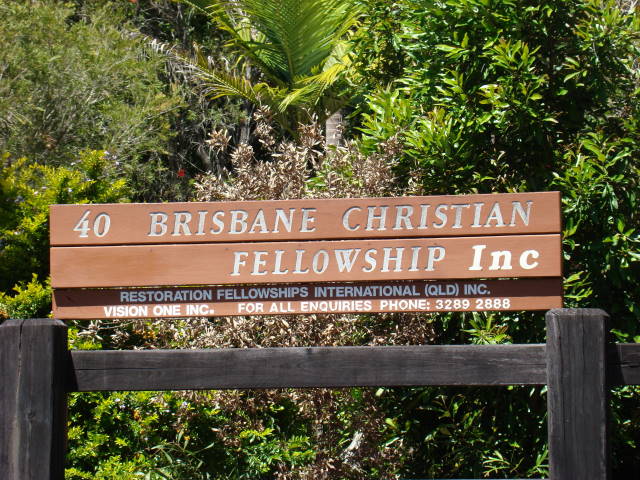 40 BRISBANE CHRISTIAN
FELLOWSHIP Inc
RESTORATION FELLOWSHIPS INTERNATIONAL (QLD) INC.
VISION ONE INC. FOR ALL ENQUIRIES PHONE: 3289 2888